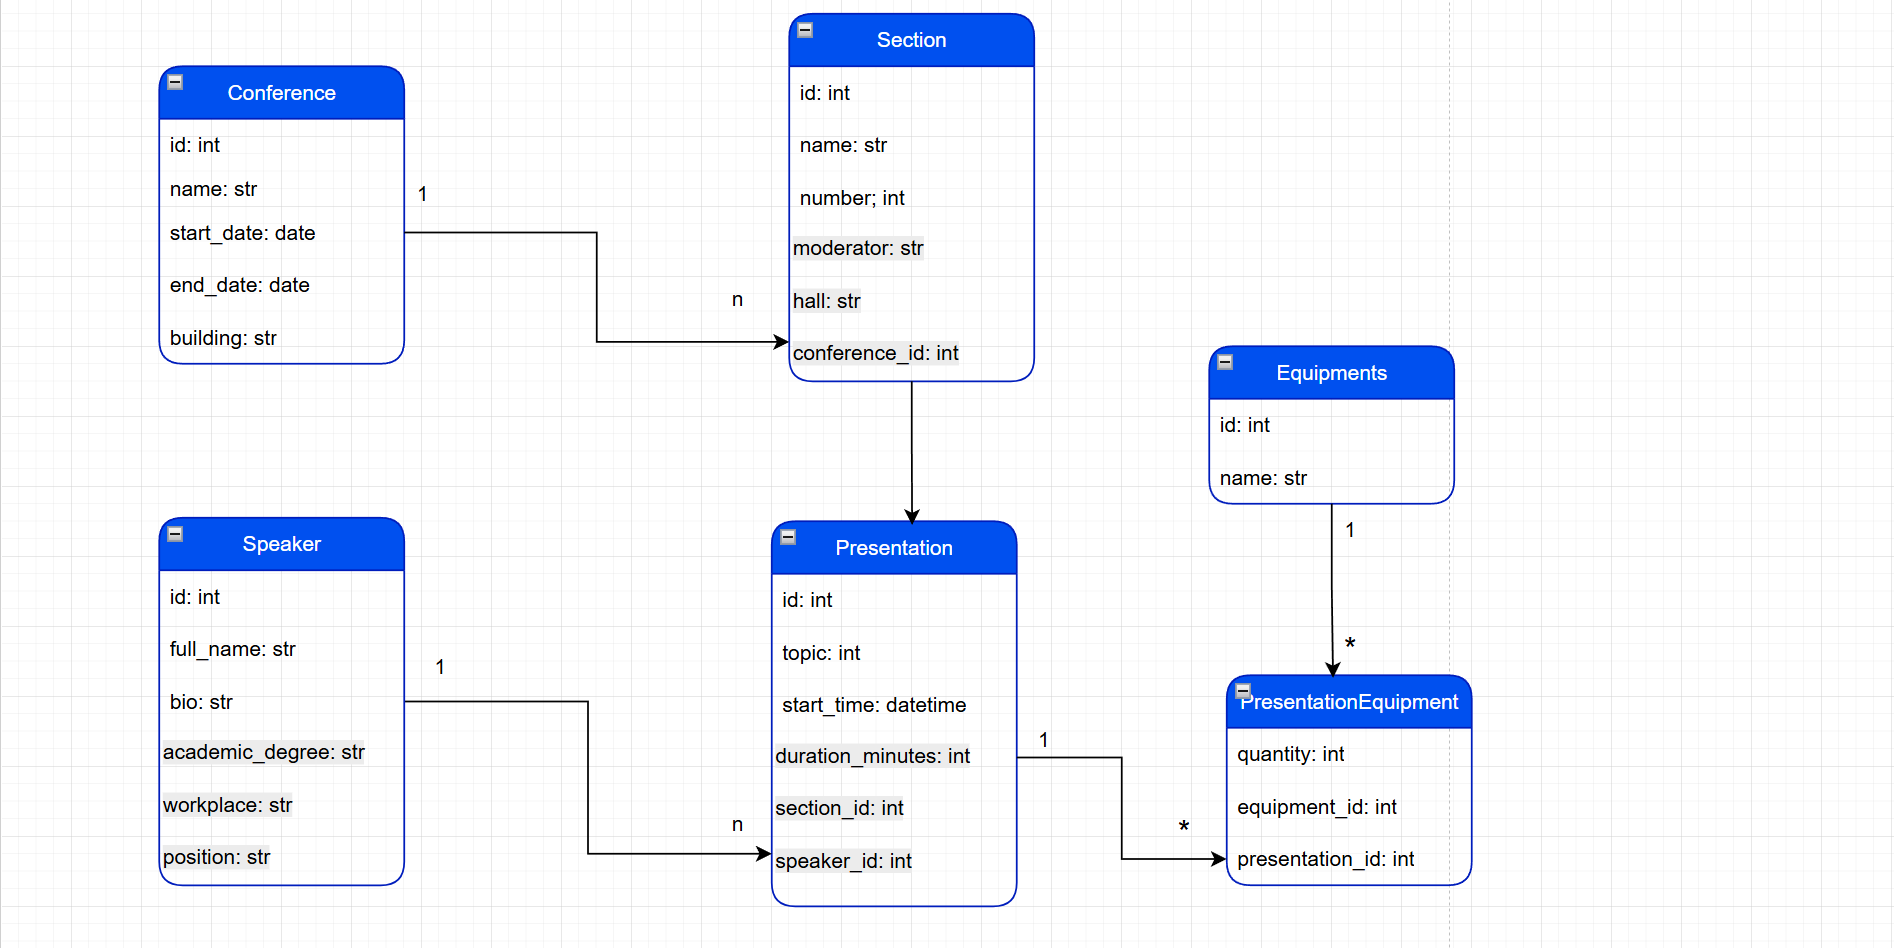 Conference
id: int
name: str
start_date: date
end_date: date
building: str
1
n
Section
id: int
name: str
number; int
moderator: str
hall: str
conference_id: int
Equipments
id: int
name: str
1
*
Speaker
id: int
full_name: str
bio: str
academic_degree: str
workplace: str
position: str
1
n
Presentation
id: int
topic: int
start_time: datetime
duration_minutes: int
section_id: int
speaker_id: int
1
*
PresentationEquipment
quantity: int
equipment_id: int
presentation_id: int